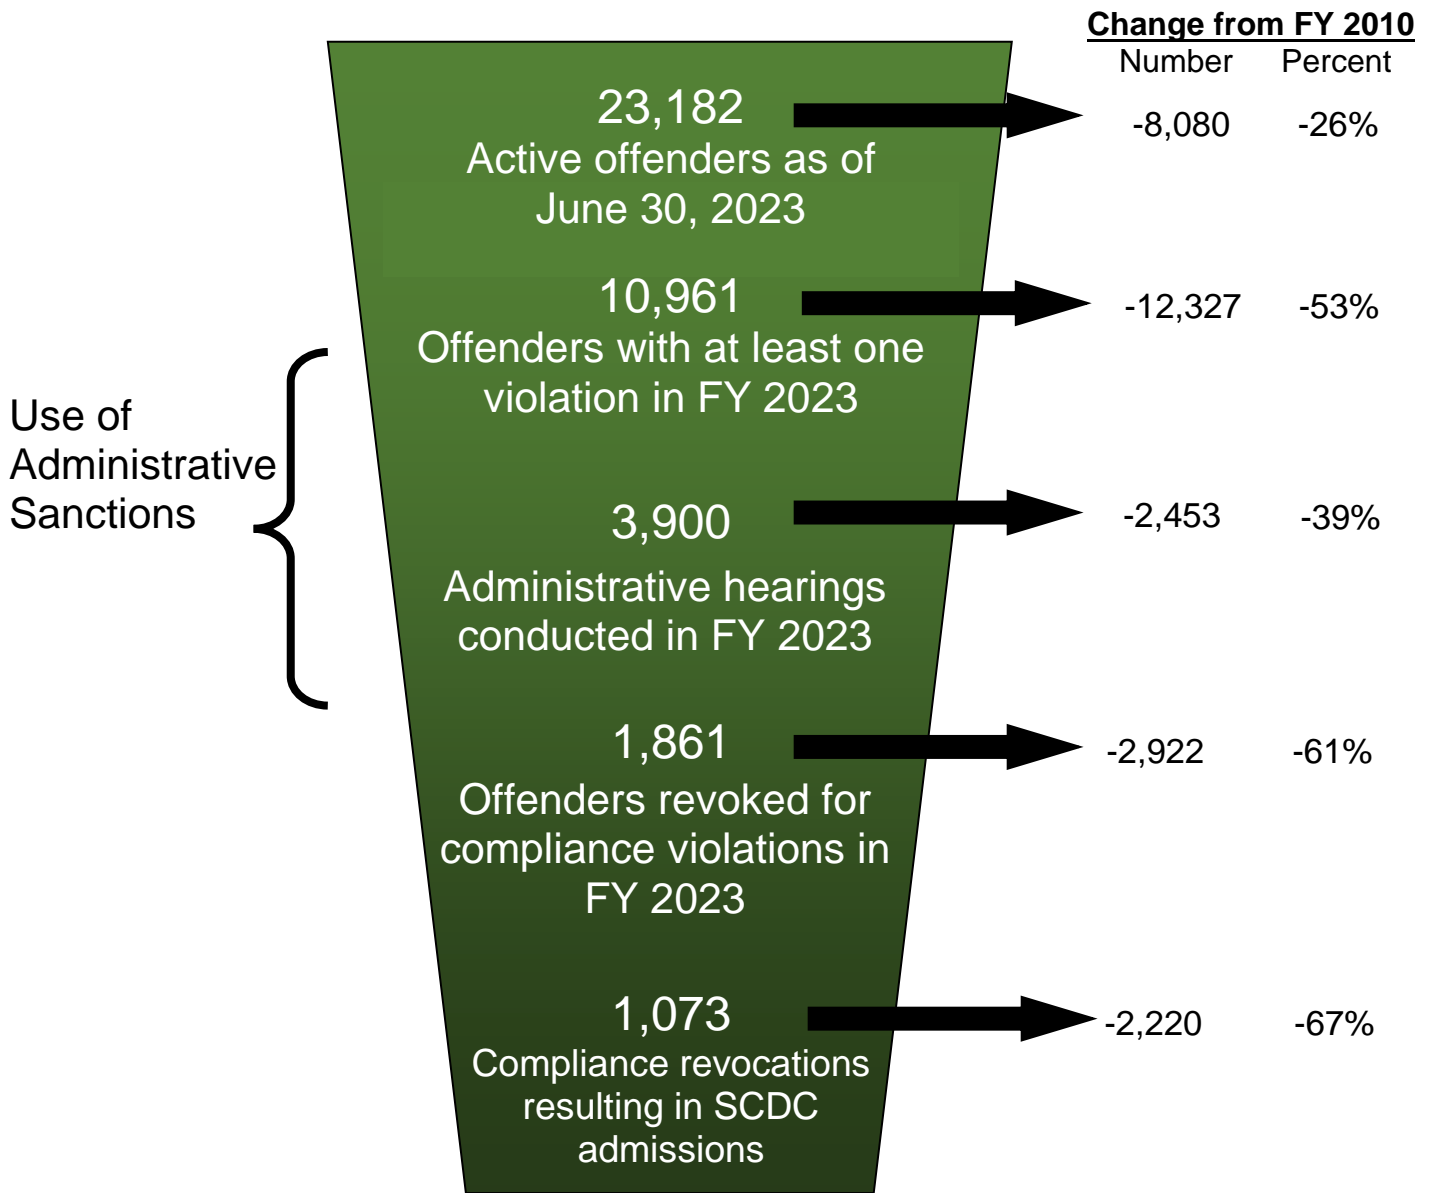 Change from FY 2010
Number Percent
23,182
Active offenders as of
June 30, 2023
-8,080 -26%
10,961
Offenders with at least one
violation in FY 2023
-12,327 -53%
Use of
Administrative
Sanctions
3,900
Administrative hearings
conducted in FY 2023
-2,453 -39%
1,861
Offenders revoked for
compliance violations in
FY 2023
-2,922 -61%
1,073
Compliance revocations
resulting in SCDC
admissions
-2,220 -67%